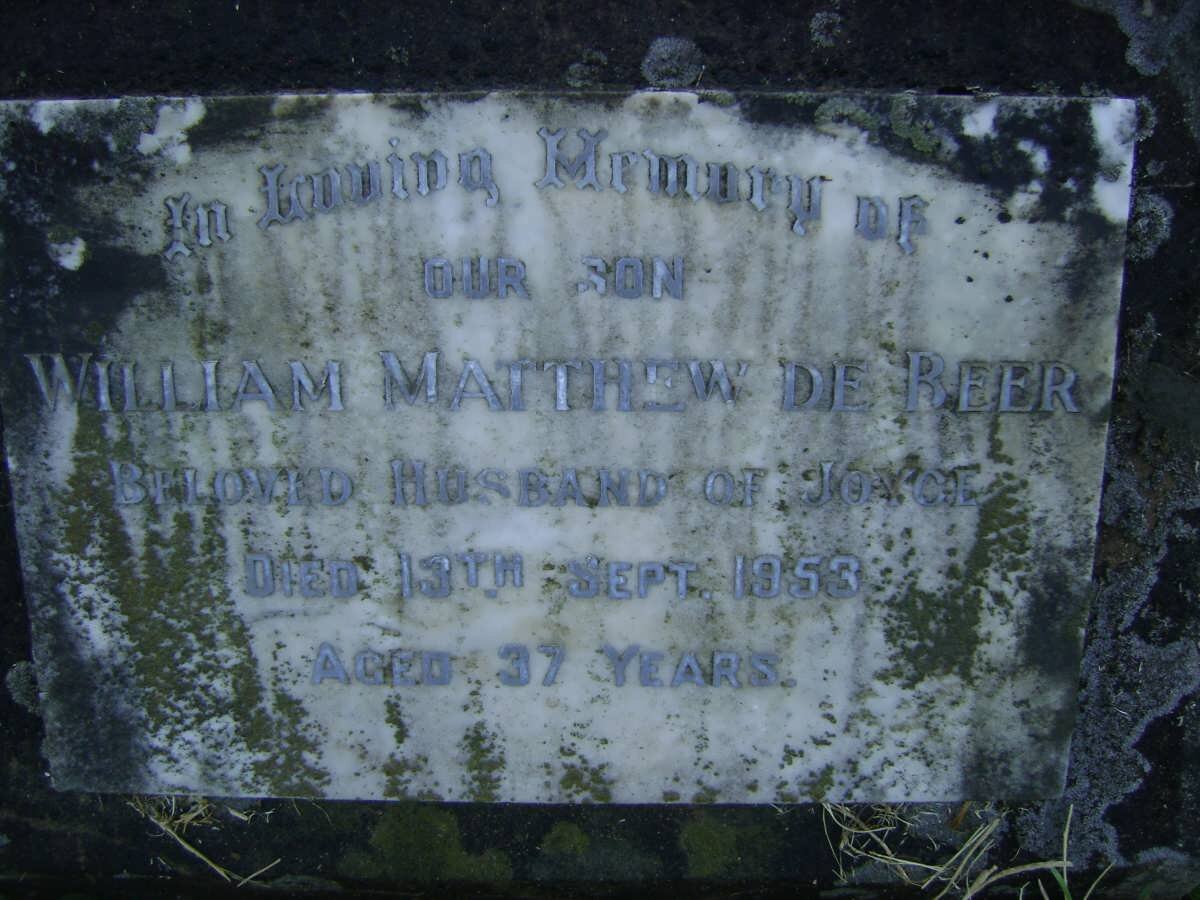 In Loving Memory of
OUR SON
WILLIAM MATTHEW DE BEER
BELOVED HUSBAND OF JOYCE
DIED 13TH SEPT. 1953
AGED 37 YEARS.